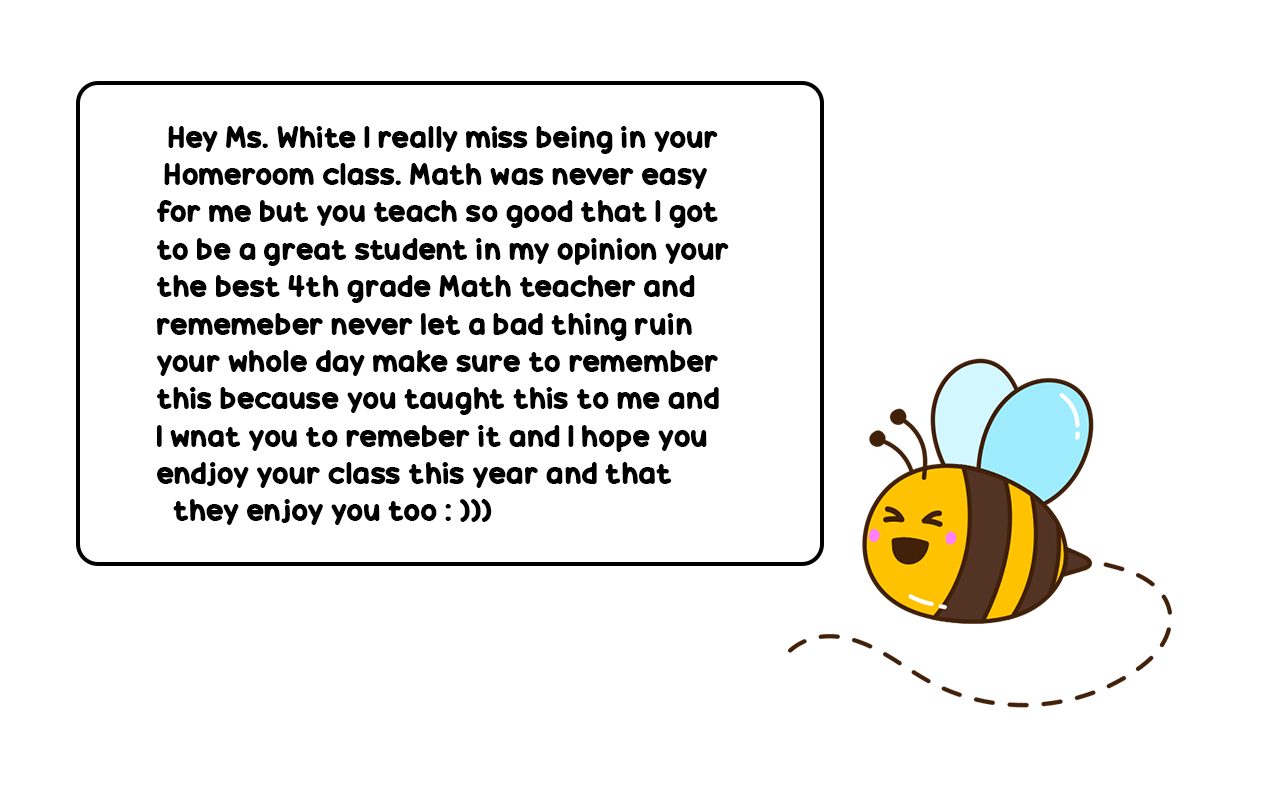 Hey Ms. White I really miss being in your
Homeroom class. Math was never easy
for me but you teach so good that I got
to be a great student in my opinion your
the best 4th grade Math teacher and
rememeber never let a bad thing ruin
your whole day make sure to remember
this because you taught this to me and
I wnat you to remeber it and I hope you
endjoy your class this year and that
they enjoy you too : )))